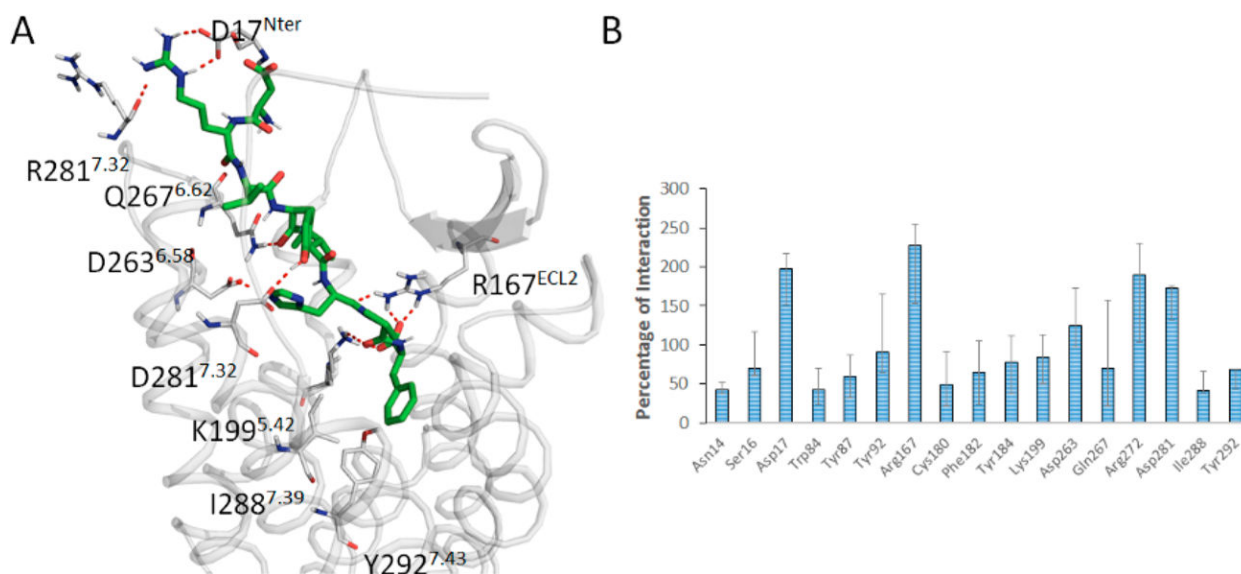 A
D17Nter
R2817.32
Q2676.62
D2636.58
R167ECL2
D2817.32
K1995.42
I2887.39
Y2927.43
B
Percentage of Interaction
300
250
200
150
100
50
0
Asn14
Ser16
Asp17
Trp84
Tyr87
Tyr92
Arg167
Cys180
Phe182
Tyr184
Lys199
Asp263
Gln267
Arg272
Asp281
Ile288
Tyr292